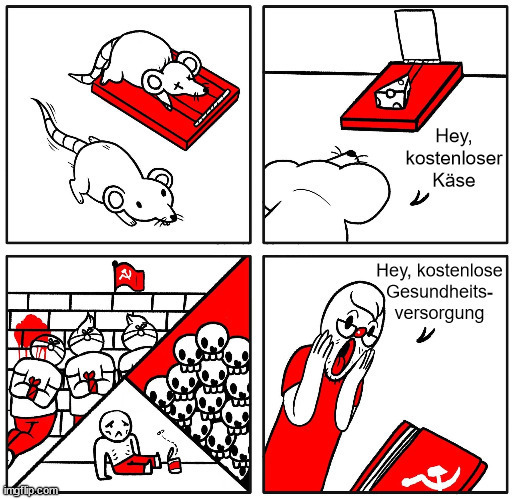 Hey,
kostenloser
Käse
Hey, kostenlose
Gesundheits-
versorgung
imgflip.com